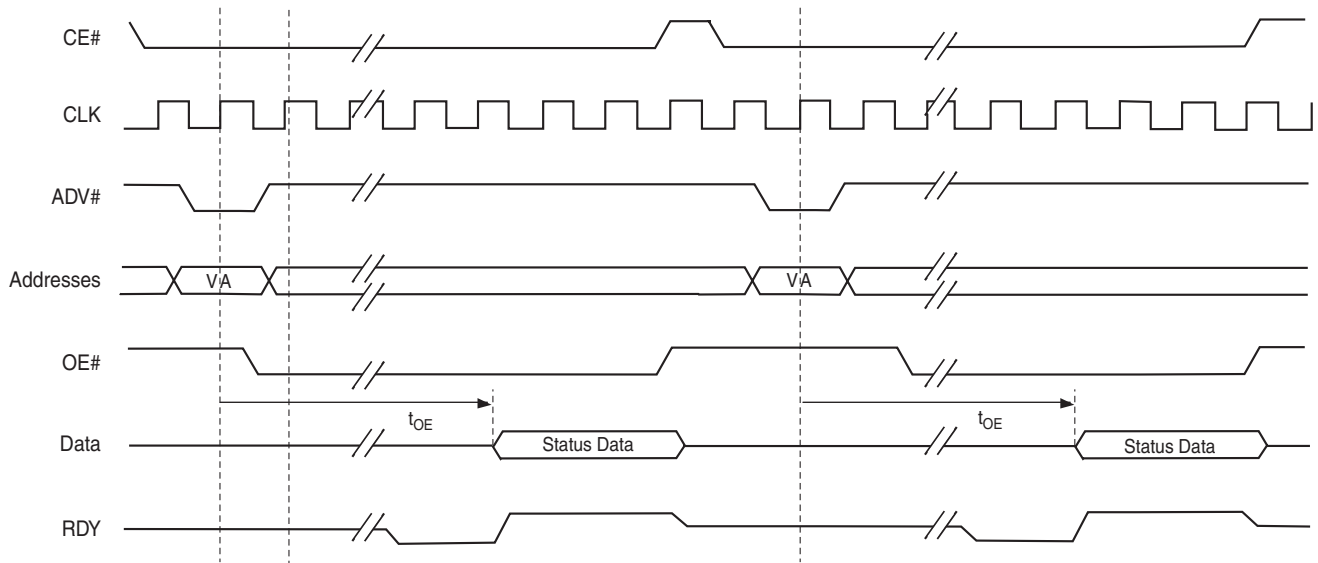 CE#
CLK
ADV#
Addresses
VA
VA
OE#
tOE
tOE
Data
Status Data
Status Data
RDY